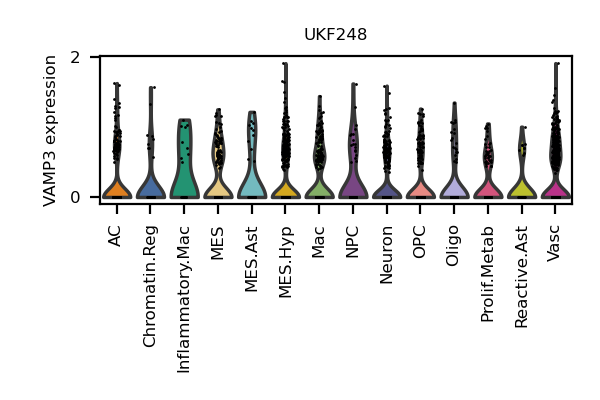 UKF248
VAMP3 expression
2
0
AC
Chromatin.Reg
Inflammatory.Mac
MES
MES.Ast
MES.Hyp
Mac
NPC
Neuron
OPC
Oligo
Prolif.Metab
Reactive.Ast
Vasc